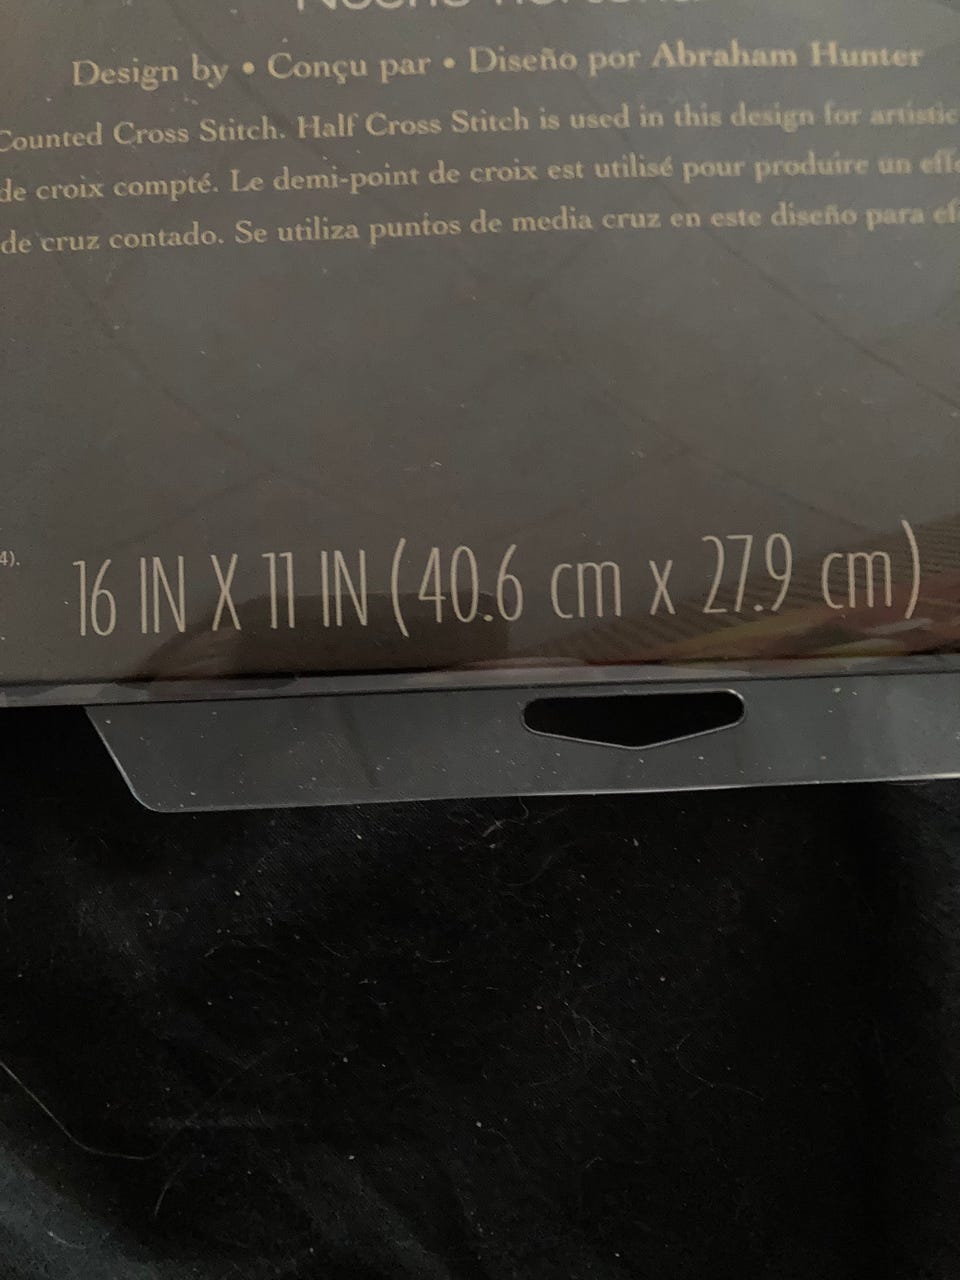 Design by • Conçu par • Diseño por Abraham Hunter
Counted Cross Stitch. Half Cross Stitch is used in this design for artistic
de croix compté. Le demi-point de croix est utilisé pour produire un
de cruz contado. Se utiliza puntos de media cruz en este diseño para
4).
16 IN X 11 IN (40.6 cm x 27.9 cm)